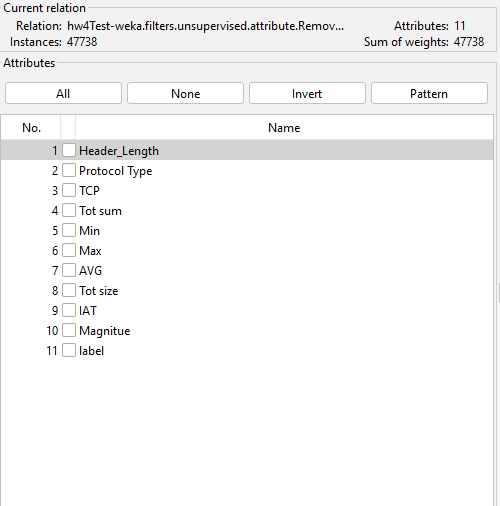 Current relation
Relation: hw4Test-weka.filters.unsupervised.attribute.Remov... Attributes: 11
Instances: 47738 Sum of weights: 47738
Attributes
All None Invert Pattern
No. Name
1 Header_Length
2 Protocol Type
3 TCP
4 Tot sum
5 Min
6 Max
7 AVG
8 Tot size
9 IAT
10 Magnitue
11 label